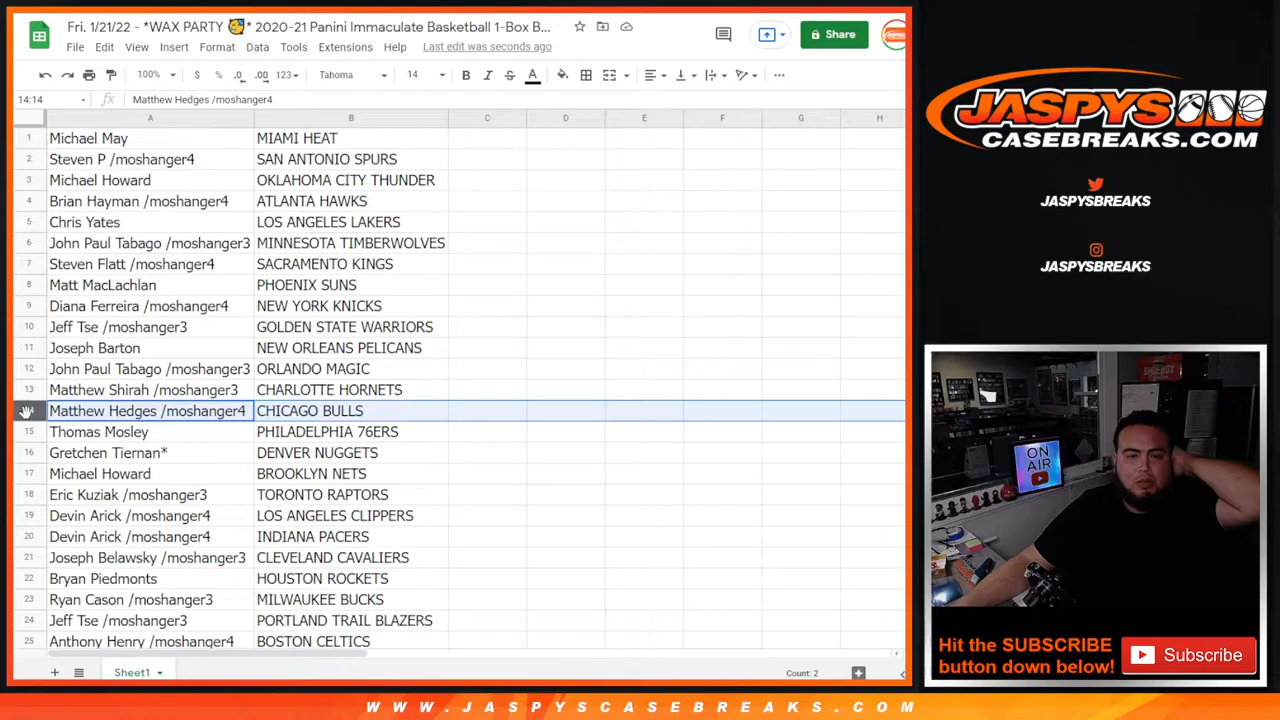 Fri. 1/21/22 - *WAX PARTY 🥳* 2020-21 Panini Immaculate Basketball 1-Box B...
File Edit View Insert Format Data Tools Extensions Help Last edit was seconds ago
Share
100% $ % .0 .00 123 Tahoma 14 B I S A
14:14 fx Matthew Hedges /moshanger4
A B C D E F G H
1 Michael May MIAMI HEAT
2 Steven P /moshanger4 SAN ANTONIO SPURS
3 Michael Howard OKLAHOMA CITY THUNDER
4 Brian Hayman /moshanger4 ATLANTA HAWKS
5 Chris Yates LOS ANGELES LAKERS
6 John Paul Tabago /moshanger3 MINNESOTA TIMBERWOLVES
7 Steven Flatt /moshanger4 SACRAMENTO KINGS
8 Matt MacLachlan PHOENIX SUNS
9 Diana Ferreira /moshanger4 NEW YORK KNICKS
10 Jeff Tse /moshanger3 GOLDEN STATE WARRIORS
11 Joseph Barton NEW ORLEANS PELICANS
12 John Paul Tabago /moshanger3 ORLANDO MAGIC
13 Matthew Shirah /moshanger3 CHARLOTTE HORNETS
Matthew Hedges /moshanger4 CHICAGO BULLS
15 Thomas Mosley PHILADELPHIA 76ERS
16 Gretchen Tiernan* DENVER NUGGETS
17 Michael Howard BROOKLYN NETS
18 Eric Kuziak /moshanger3 TORONTO RAPTORS
19 Devin Arick /moshanger4 LOS ANGELES CLIPPERS
20 Devin Arick /moshanger4 INDIANA PACERS
21 Joseph Belawsky /moshanger3 CLEVELAND CAVALIERS
22 Bryan Piedmonts HOUSTON ROCKETS
23 Ryan Cason /moshanger3 MILWAUKEE BUCKS
24 Jeff Tse /moshanger3 PORTLAND TRAIL BLAZERS
25 Anthony Henry /moshanger4 BOSTON CELTICS
Sheet1
Count: 2
JASPYS
CASEBREAKS.COM
JASPYSBREAKS
JASPYSBREAKS
SHOEBOX
ON
AIR
Hit the SUBSCRIBE
button down below!
Subscribe
WWW.JASPYSCASEBREAKS.COM